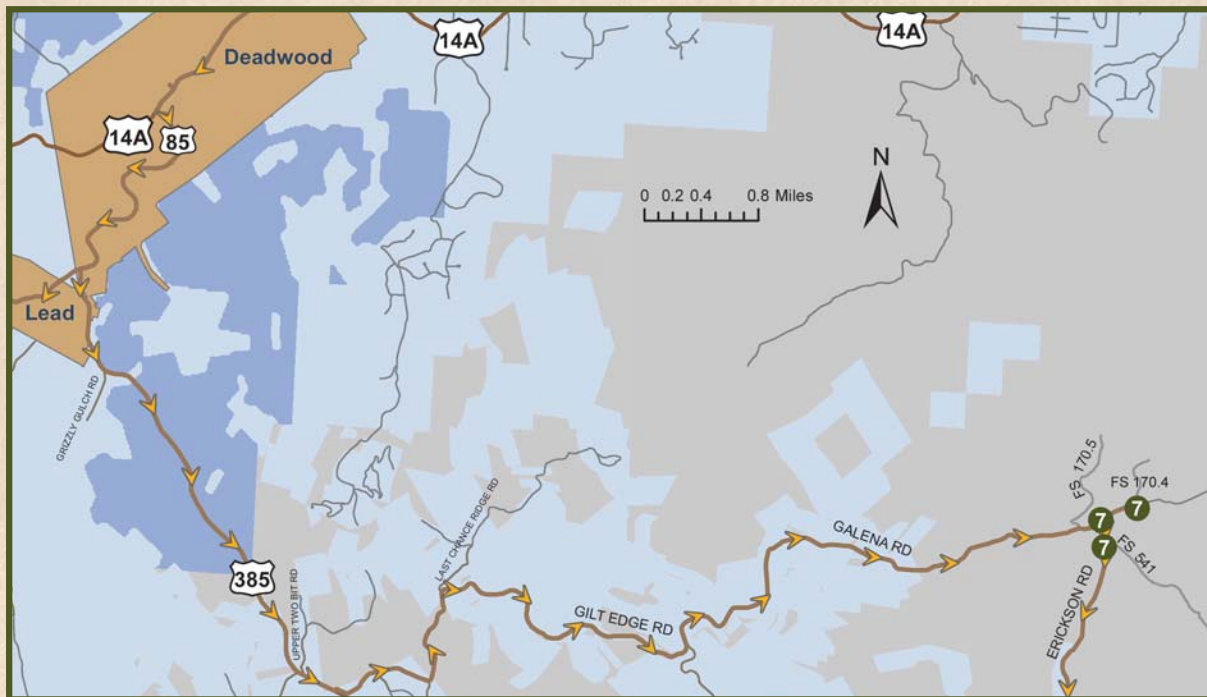 14A
14A
Deadwood
14A
85
N
0 0.2 0.4 0.8 Miles
Lead
GRIZZLY GULCH RD
385
UPPER TWO BIT RD
LAST CHANCE RIDGE RD
GILT EDGE RD
GALENA RD
FS 170.5
FS 170.4
7
7
7
FS 541
ERICKSON RD